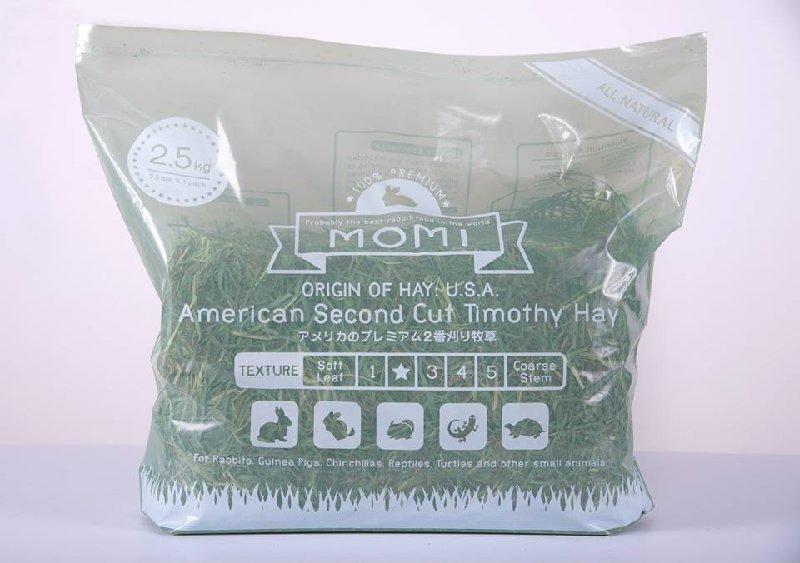 ALL NATURAL
2.5kg
100% PREMIUM
Probably the best rabbit food in the world
MOMI
ORIGIN OF HAY: U.S.A.
American Second Cut Timothy Hay
アメリカのプレミアム2番刈り牧草
TEXTURE Soft Leaf 1 ★ 3 4 5 Coarse Stem
For Rabbits, Guinea Pigs, Chinchillas, Reptiles, Turtles and other small animals